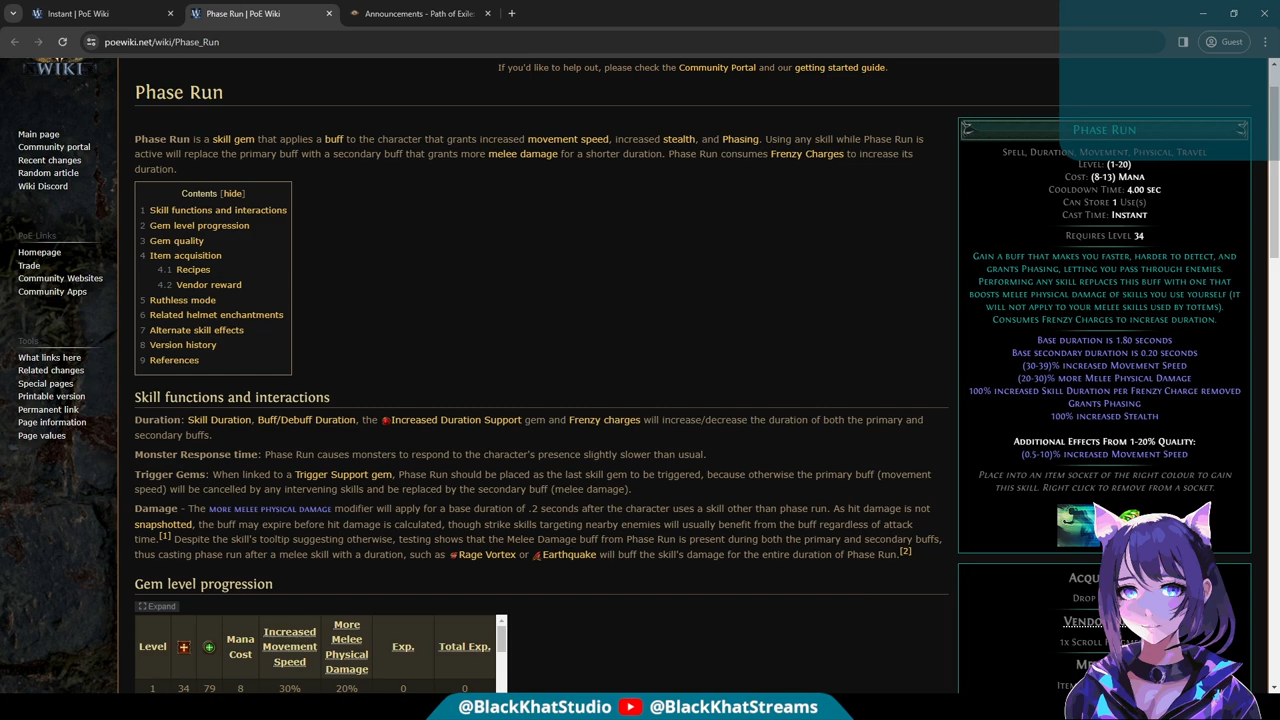 Instant | PoE Wiki
Phase Run | PoE Wiki
Announcements - Path of Exile
poewiki.net/wiki/Phase_Run
Guest
WIKI
If you'd like to help out, please check the Community Portal and our getting started guide.
Main page
Community portal
Recent changes
Random article
Wiki Discord
PoE Links
Homepage
Trade
Community Websites
Community Apps
Tools
What links here
Related changes
Special pages
Printable version
Permanent link
Page information
Page values
Phase Run
Phase Run is a skill gem that applies a buff to the character that grants increased movement speed, increased stealth, and Phasing. Using any skill while Phase Run is
active will replace the primary buff with a secondary buff that grants more melee damage for a shorter duration. Phase Run consumes Frenzy Charges to increase its
duration.
Contents [hide]
1 Skill functions and interactions
2 Gem level progression
3 Gem quality
4 Item acquisition
4.1 Recipes
4.2 Vendor reward
5 Ruthless mode
6 Related helmet enchantments
7 Alternate skill effects
8 Version history
9 References
Skill functions and interactions
Duration: Skill Duration, Buff/Debuff Duration, the Increased Duration Support gem and Frenzy charges will increase/decrease the duration of both the primary and
secondary buffs.
Monster Response time: Phase Run causes monsters to respond to the character's presence slightly slower than usual.
Trigger Gems: When linked to a Trigger Support gem, Phase Run should be placed as the last skill gem to be triggered, because otherwise the primary buff (movement
speed) will be cancelled by any intervening skills and be replaced by the secondary buff (melee damage).
Damage - The more melee physical damage modifier will apply for a base duration of .2 seconds after the character uses a skill other than phase run. As hit damage is not
snapshotted, the buff may expire before hit damage is calculated, though strike skills targeting nearby enemies will usually benefit from the buff regardless of attack
time.[1] Despite the skill's tooltip suggesting otherwise, testing shows that the Melee Damage buff from Phase Run is present during both the primary and secondary buffs,
thus casting phase run after a melee skill with a duration, such as Rage Vortex or Earthquake will buff the skill's damage for the entire duration of Phase Run.[2]
Gem level progression
Expand
Level
Mana Cost
Increased Movement Speed
More Melee Physical Damage
Exp.
Total Exp.
1 34 79 8 30% 20% 0 0
Phase Run
Spell, Duration, Movement, Physical, Travel
Level: (1-20)
Cost: (8-13) Mana
Cooldown Time: 4.00 sec
Can Store 1 Use(s)
Cast Time: Instant
Requires Level 34
Gain a buff that makes you faster, harder to detect, and
grants Phasing, letting you pass through enemies.
Performing any skill replaces this buff with one that
boosts melee physical damage of skills you use yourself (it
will not apply to your melee skills used by totems).
Consumes Frenzy Charges to increase duration.
Base duration is 1.80 seconds
Base secondary duration is 0.20 seconds
(30-39)% increased Movement Speed
(20-30)% more Melee Physical Damage
100% increased Skill Duration per Frenzy Charge removed
Grants Phasing
100% increased Stealth
Additional Effects From 1-20% Quality:
(0.5-10)% increased Movement Speed
Place into an item socket of the right colour to gain
this skill. Right click to remove from a socket.
@BlackKhatStudio @BlackKhatStreams